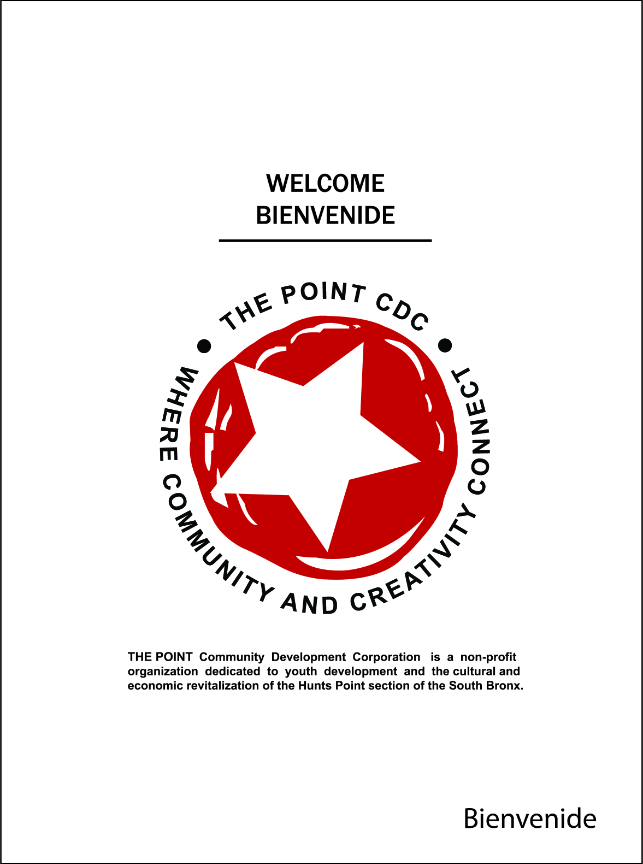 WELCOME
BIENVENIDE
THE POINT CDC
WHERE COMMUNITY AND CREATIVITY CONNECT
THE POINT Community Development Corporation is a non-profit
organization dedicated to youth development and the cultural and
economic revitalization of the Hunts Point section of the South Bronx.
Bienvenide